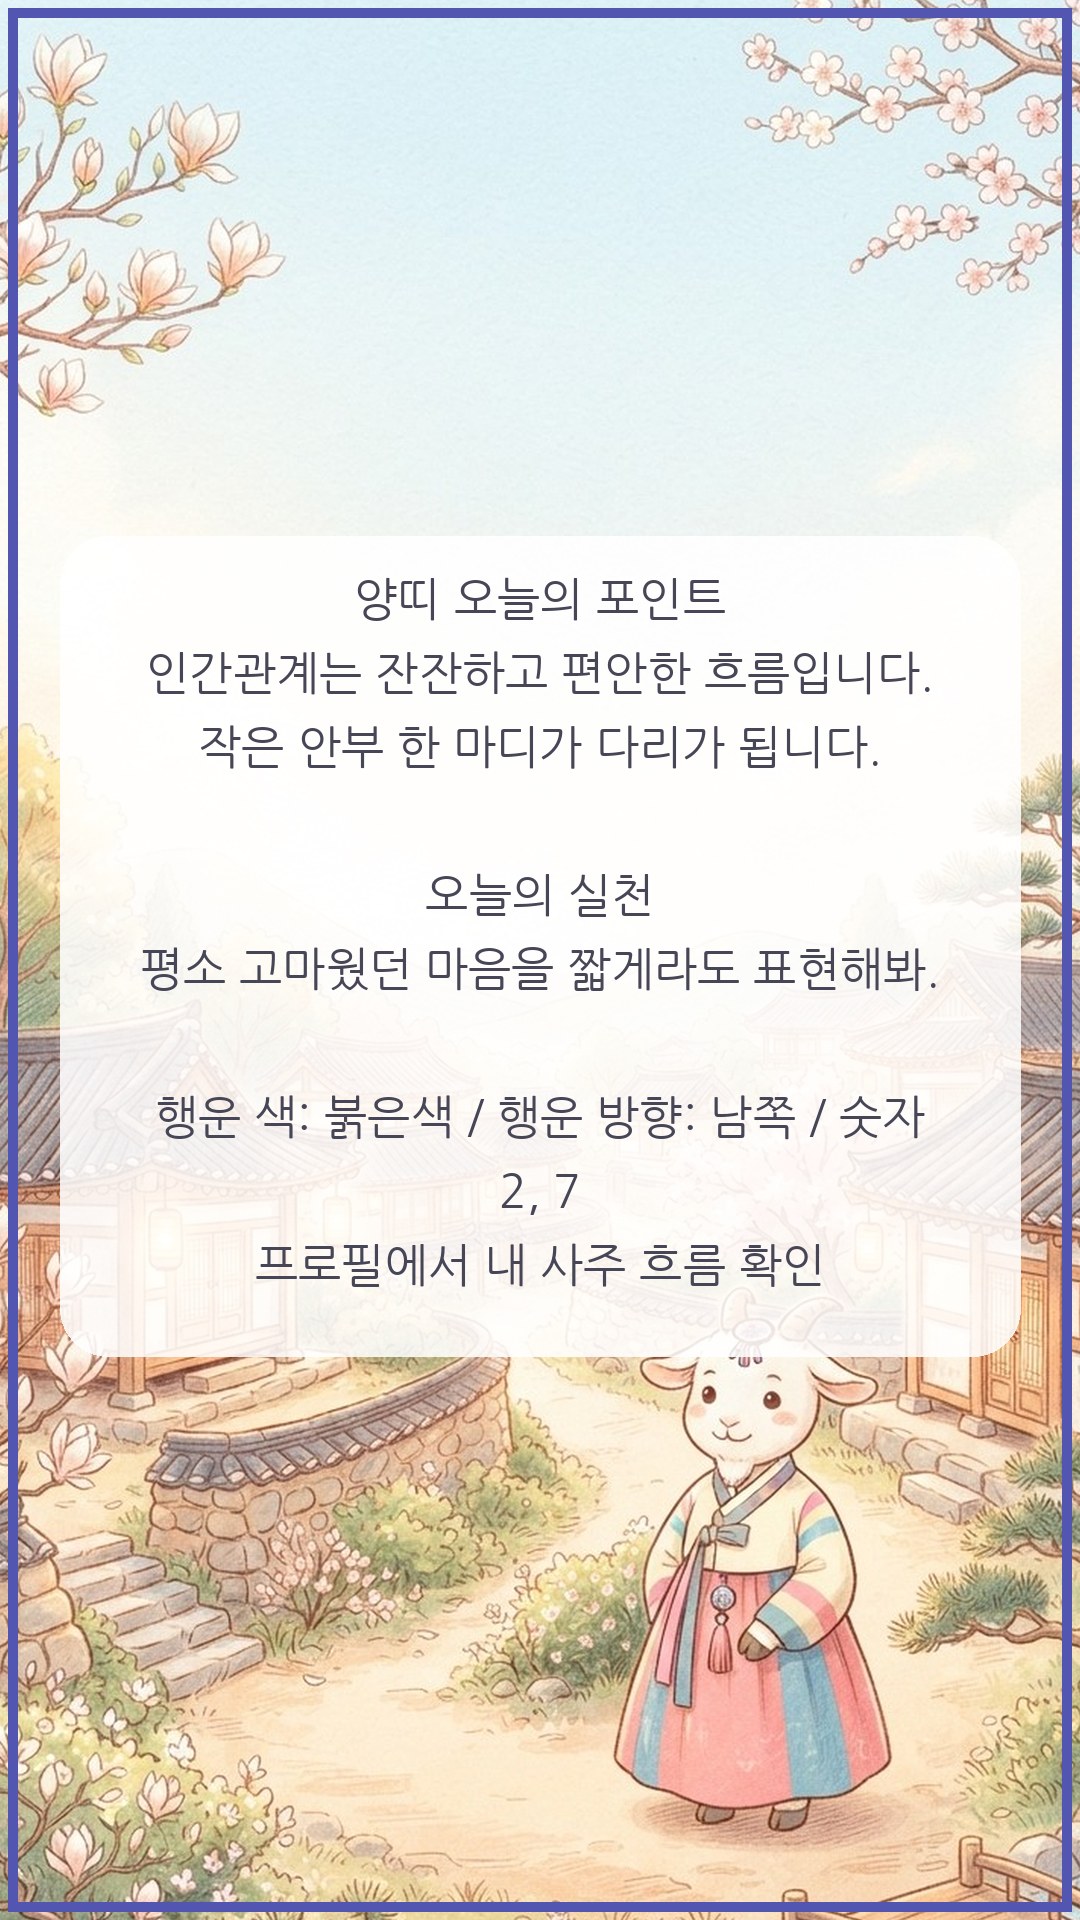 양띠 오늘의 포인트
인간관계는 잔잔하고 편안한 흐름입니다.
작은 안부 한 마디가 다리가 됩니다.
오늘의 실천
평소 고마웠던 마음을 짧게라도 표현해봐.
행운 색: 붉은색 / 행운 방향: 남쪽 / 숫자
2, 7
프로필에서 내 사주 흐름 확인